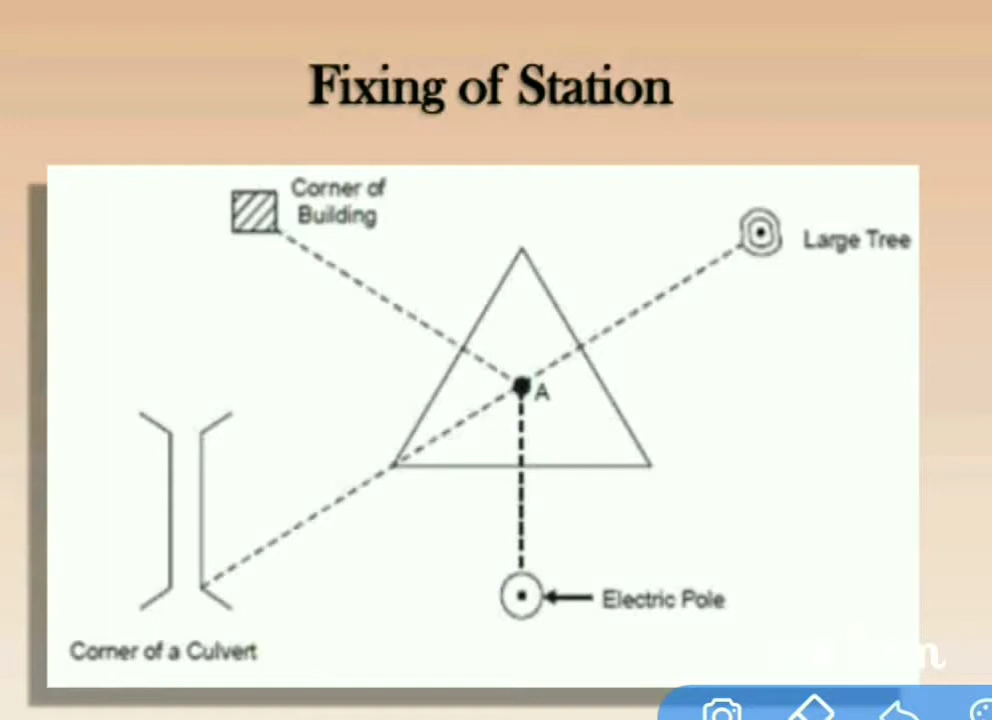 Fixing of Station
Corner of
Building
Large Tree
A
Electric Pole
Corner of a Culvert